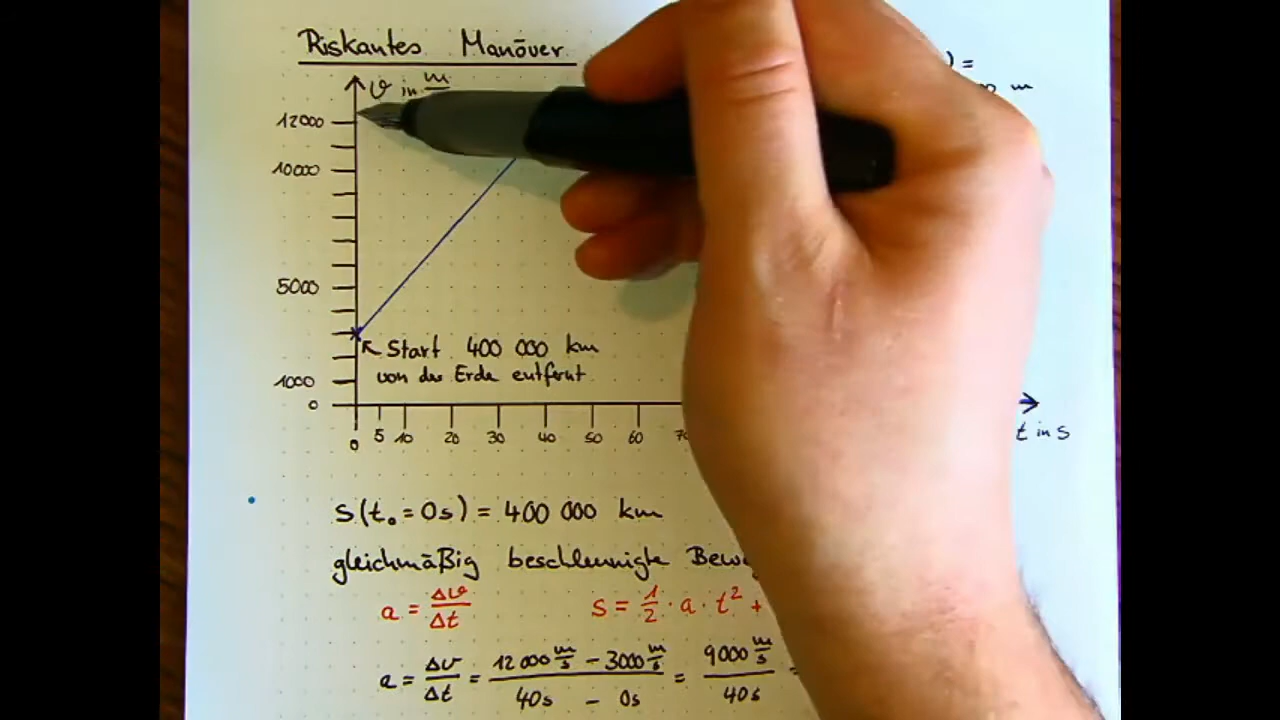 Riskantes Manöver
v in m
) =
m
12000
10000
5000
Start 400 000 km
von der Erde entfernt
1000
0
0 5 10 20 30 40 50 60
t in s
s(t₀=0s) = 400 000 km
gleichmäßig beschleunigte
a = Δv/Δt s = 1/2 · a · t² +
a = Δv/Δt = (12000 m/s − 3000 m/s)/(40s − 0s) = 9000 m/s / 40s =